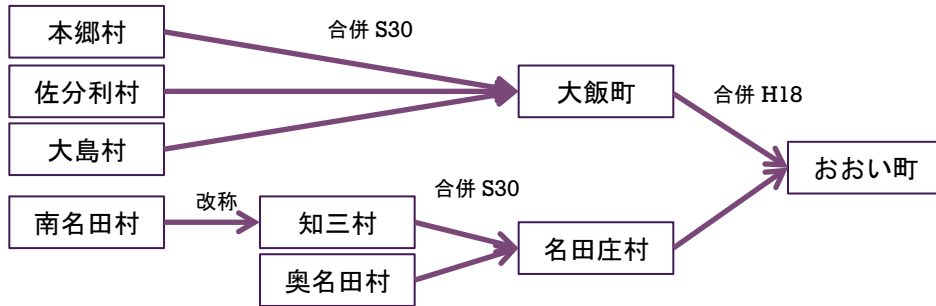 本郷村
合併 S30
佐分利村
大飯町
合併 H18
大島村
おおい町
合併 S30
改称
南名田村
知三村
名田庄村
奥名田村